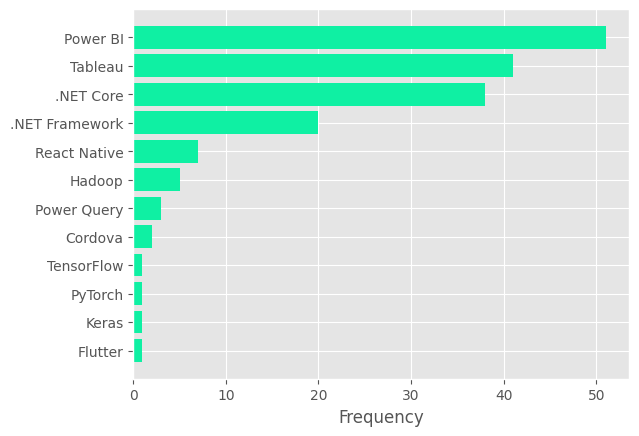 Power BI
Tableau
.NET Core
.NET Framework
React Native
Hadoop
Power Query
Cordova
TensorFlow
PyTorch
Keras
Flutter
0 10 20 30 40 50
Frequency